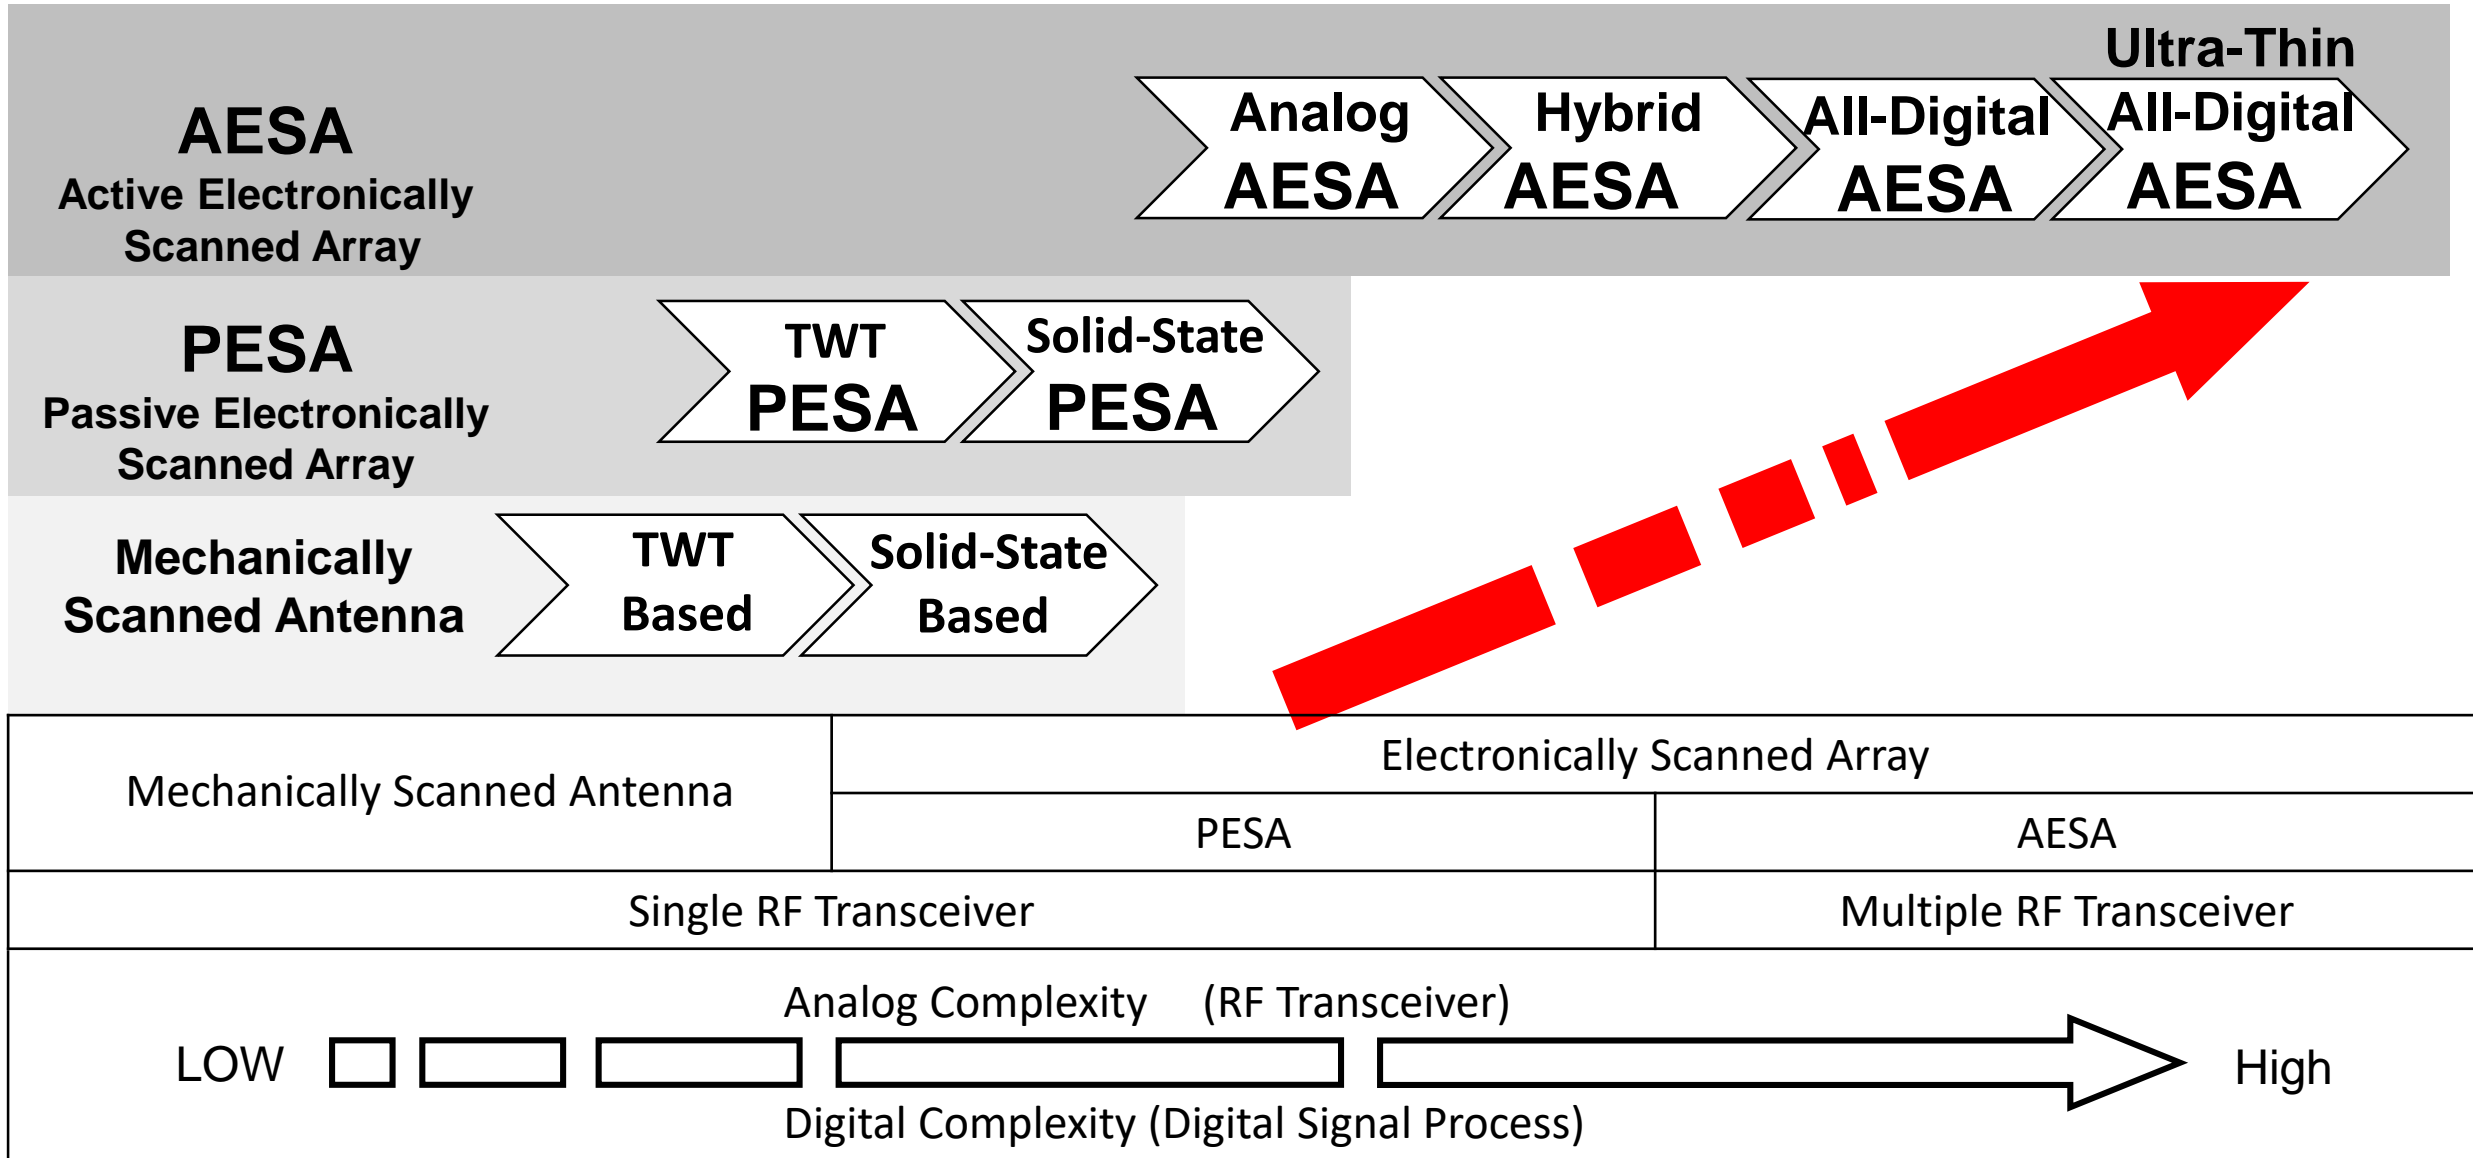 AESA
Active Electronically
Scanned Array
Analog
AESA
Hybrid
AESA
All-Digital
AESA
Ultra-Thin
All-Digital
AESA
PESA
Passive Electronically
Scanned Array
TWT
PESA
Solid-State
PESA
Mechanically
Scanned Antenna
TWT
Based
Solid-State
Based
Mechanically Scanned Antenna
Electronically Scanned Array
PESA
AESA
Single RF Transceiver
Multiple RF Transceiver
Analog Complexity (RF Transceiver)
LOW
High
Digital Complexity (Digital Signal Process)